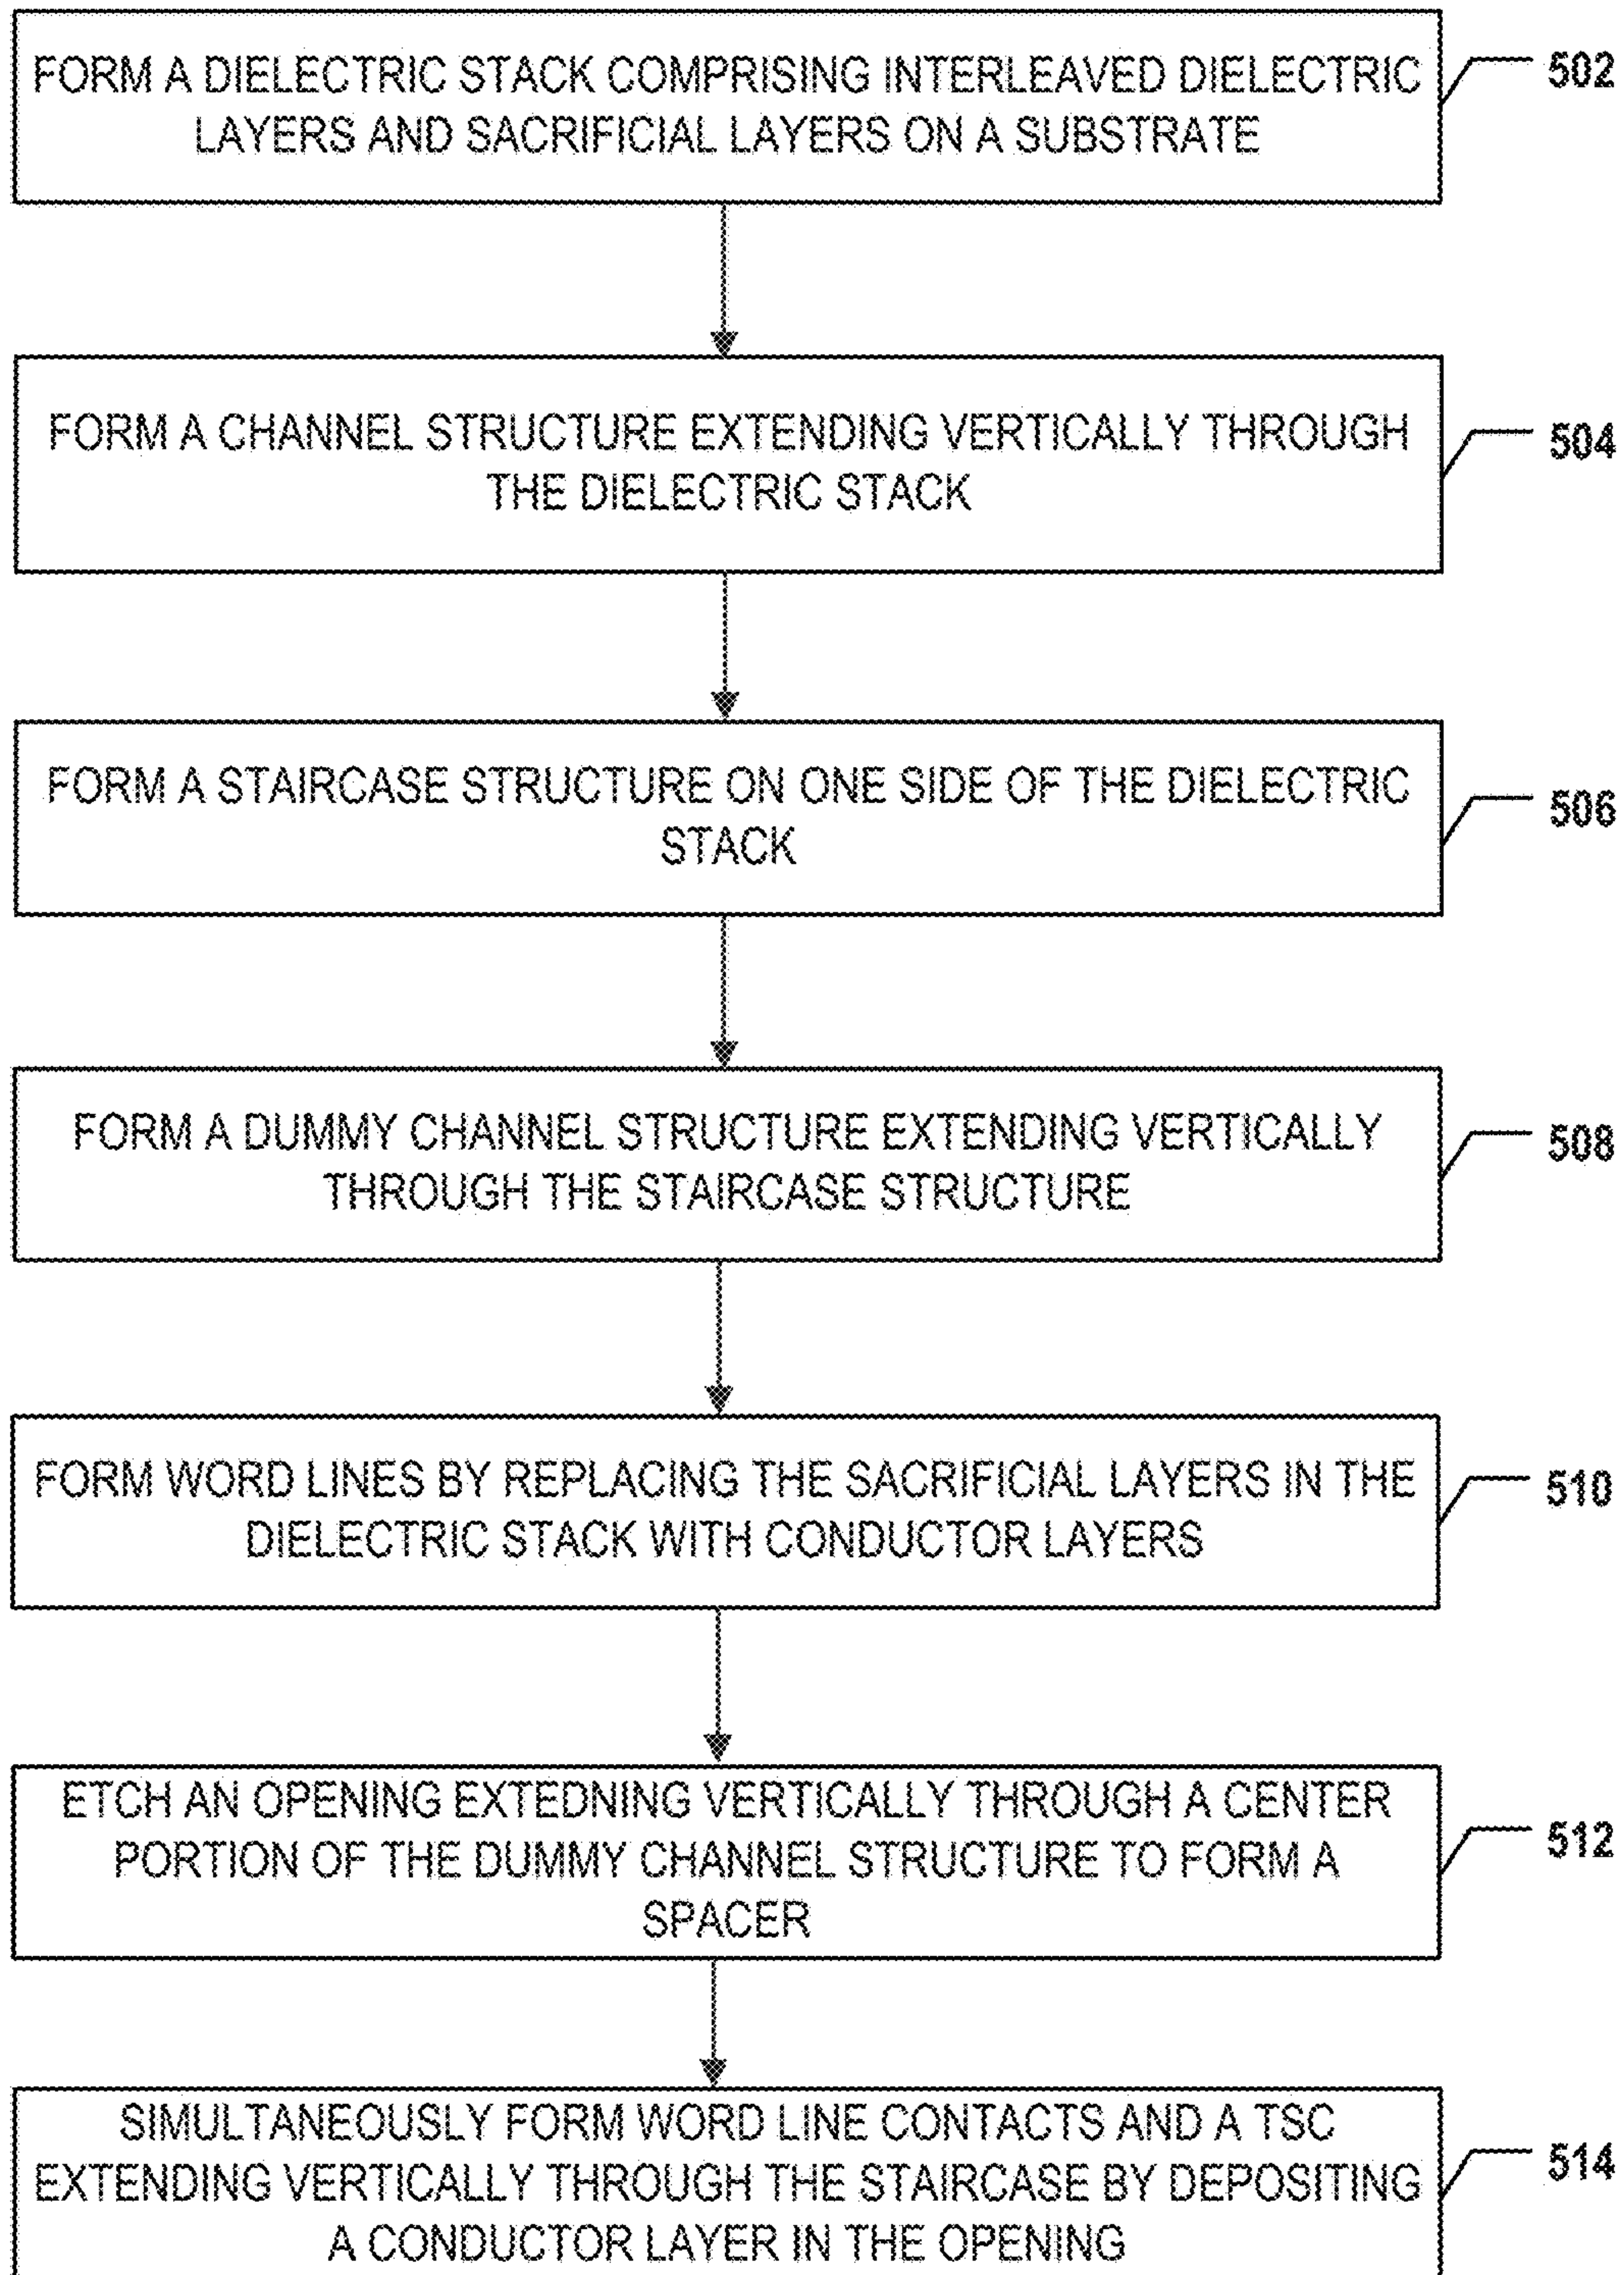 FORM A DIELECTRIC STACK COMPRISING INTERLEAVED DIELECTRIC
LAYERS AND SACRIFICIAL LAYERS ON A SUBSTRATE
502
FORM A CHANNEL STRUCTURE EXTENDING VERTICALLY THROUGH
THE DIELECTRIC STACK
504
FORM A STAIRCASE STRUCTURE ON ONE SIDE OF THE DIELECTRIC
STACK
506
FORM A DUMMY CHANNEL STRUCTURE EXTENDING VERTICALLY
THROUGH THE STAIRCASE STRUCTURE
508
FORM WORD LINES BY REPLACING THE SACRIFICIAL LAYERS IN THE
DIELECTRIC STACK WITH CONDUCTOR LAYERS
510
ETCH AN OPENING EXTEDNING VERTICALLY THROUGH A CENTER
PORTION OF THE DUMMY CHANNEL STRUCTURE TO FORM A
SPACER
512
SIMULTANEOUSLY FORM WORD LINE CONTACTS AND A TSC
EXTENDING VERTICALLY THROUGH THE STAIRCASE BY DEPOSITING
A CONDUCTOR LAYER IN THE OPENING
514